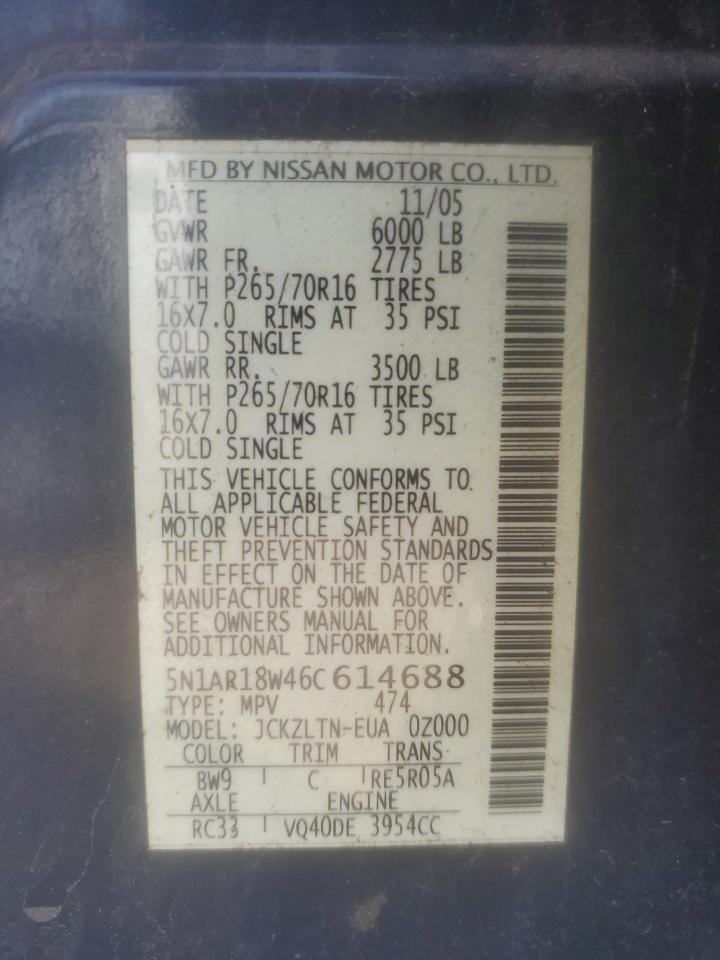 MFD BY NISSAN MOTOR CO., LTD.
DATE 11/05
GVWR 6000 LB
GAWR FR. 2775 LB
WITH P265/70R16 TIRES
16X7.0 RIMS AT 35 PSI
COLD SINGLE
GAWR RR. 3500 LB
WITH P265/70R16 TIRES
16X7.0 RIMS AT 35 PSI
COLD SINGLE
THIS VEHICLE CONFORMS TO
ALL APPLICABLE FEDERAL
MOTOR VEHICLE SAFETY AND
THEFT PREVENTION STANDARDS
IN EFFECT ON THE DATE OF
MANUFACTURE SHOWN ABOVE.
SEE OWNERS MANUAL FOR
ADDITIONAL INFORMATION.
5N1AR18W46C614688
TYPE: MPV 474
MODEL: JCKZLTN-EUA 0Z000
COLOR TRIM TRANS
BW9 C RE5R05A
AXLE ENGINE
RC33 VQ40DE 3954CC